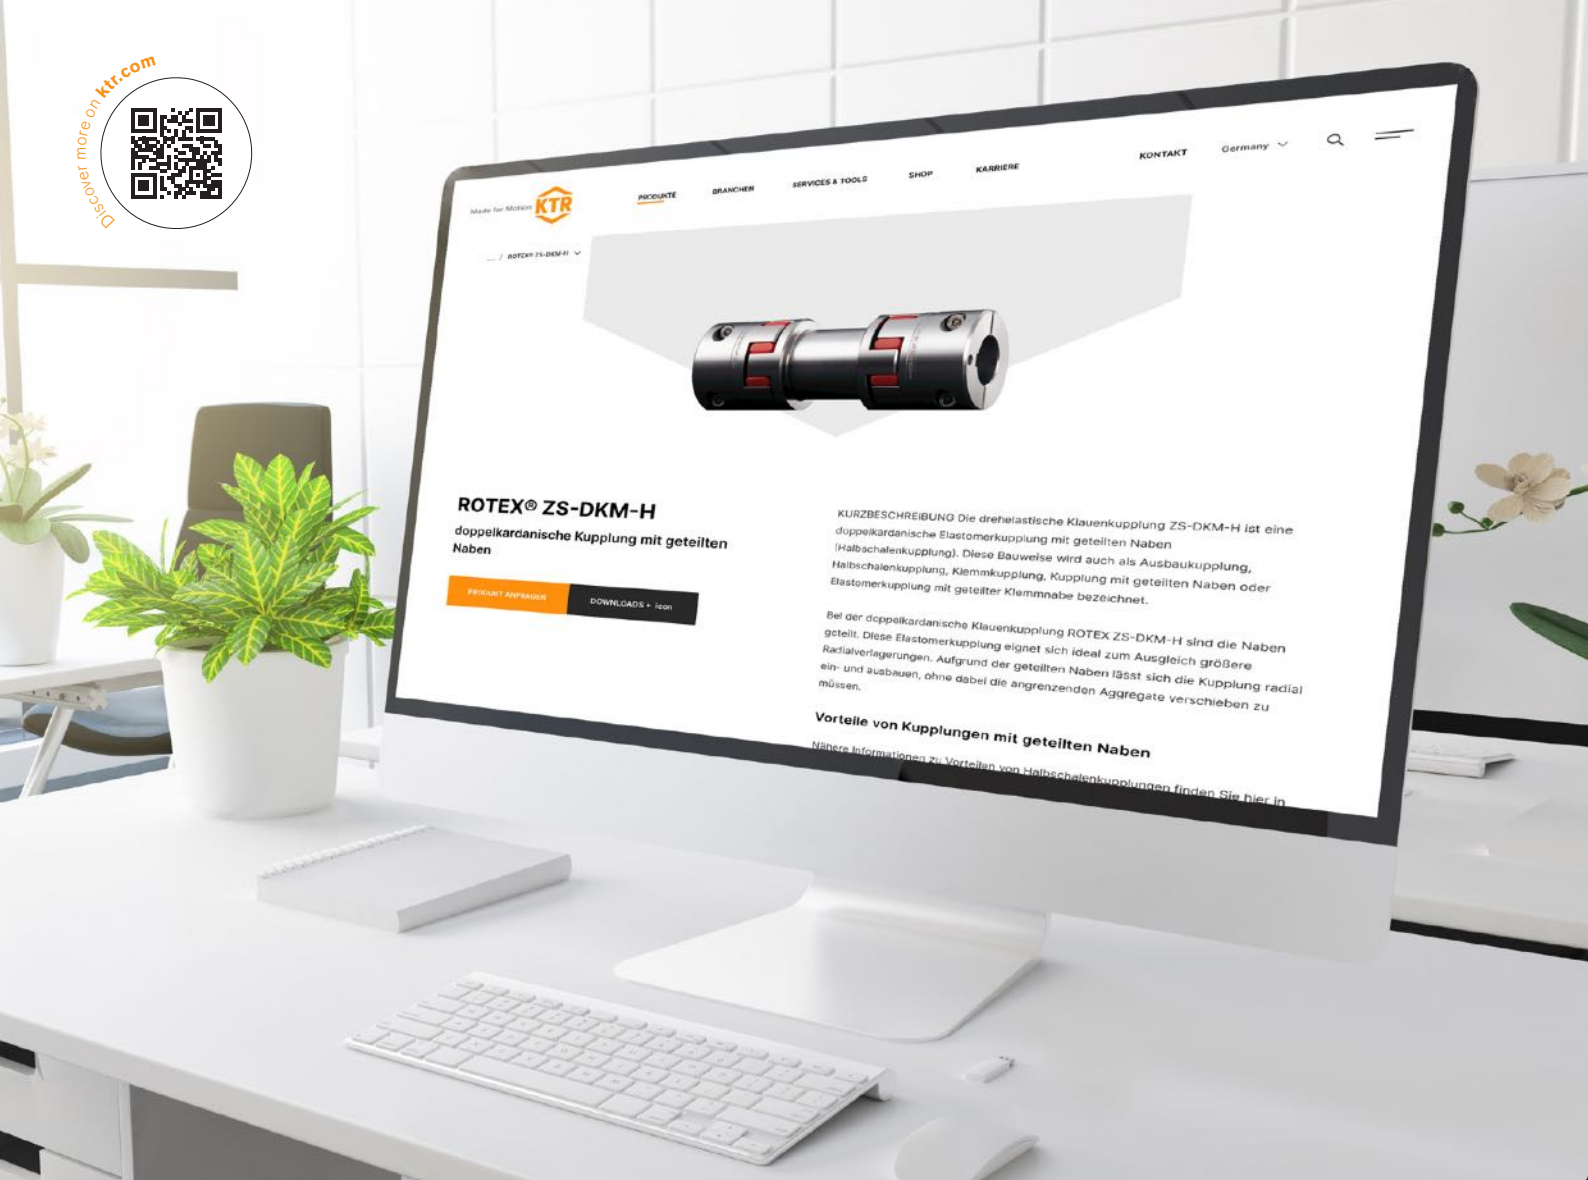 Discover more on ktr.com
Made for Motion KTR
PRODUKTE BRANCHEN SERVICES & TOOLS SHOP KARRIERE KONTAKT Germany
... / ROTEX® ZS-DKM-H
ROTEX® ZS-DKM-H
doppelkardanische Kupplung mit geteilten
Naben
PRODUKT ANFRAGEN DOWNLOADS + icon
KURZBESCHREIBUNG Die drehelastische Klauenkupplung ZS-DKM-H ist eine
doppelkardanische Elastomerkupplung mit geteilten Naben
(Halbschalenkupplung). Diese Bauweise wird auch als Ausbaukupplung,
Halbschalenkupplung, Klemmkupplung, Kupplung mit geteilten Naben oder
Elastomerkupplung mit geteilter Klemmnabe bezeichnet.
Bei der doppelkardanische Klauenkupplung ROTEX ZS-DKM-H sind die Naben
geteilt. Diese Elastomerkupplung eignet sich ideal zum Ausgleich größere
Radialverlagerungen. Aufgrund der geteilten Naben lässt sich die Kupplung radial
ein- und ausbauen, ohne dabei die angrenzenden Aggregate verschieben zu
müssen.
Vorteile von Kupplungen mit geteilten Naben
Nähere Informationen zu Vorteilen von Halbschalenkupplungen finden Sie hier in